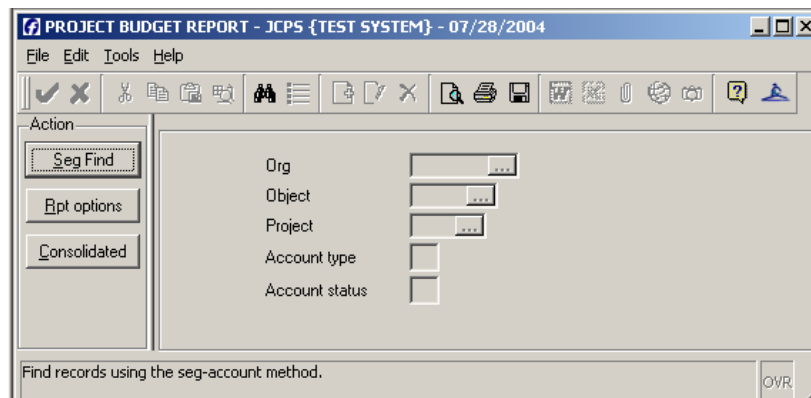 PROJECT BUDGET REPORT - JCPS {TEST SYSTEM} - 07/28/2004
File Edit Tools Help
Action
Seg Find
Rpt options
Consolidated
Org ...
Object ...
Project ...
Account type
Account status
Find records using the seg-account method.
OVR